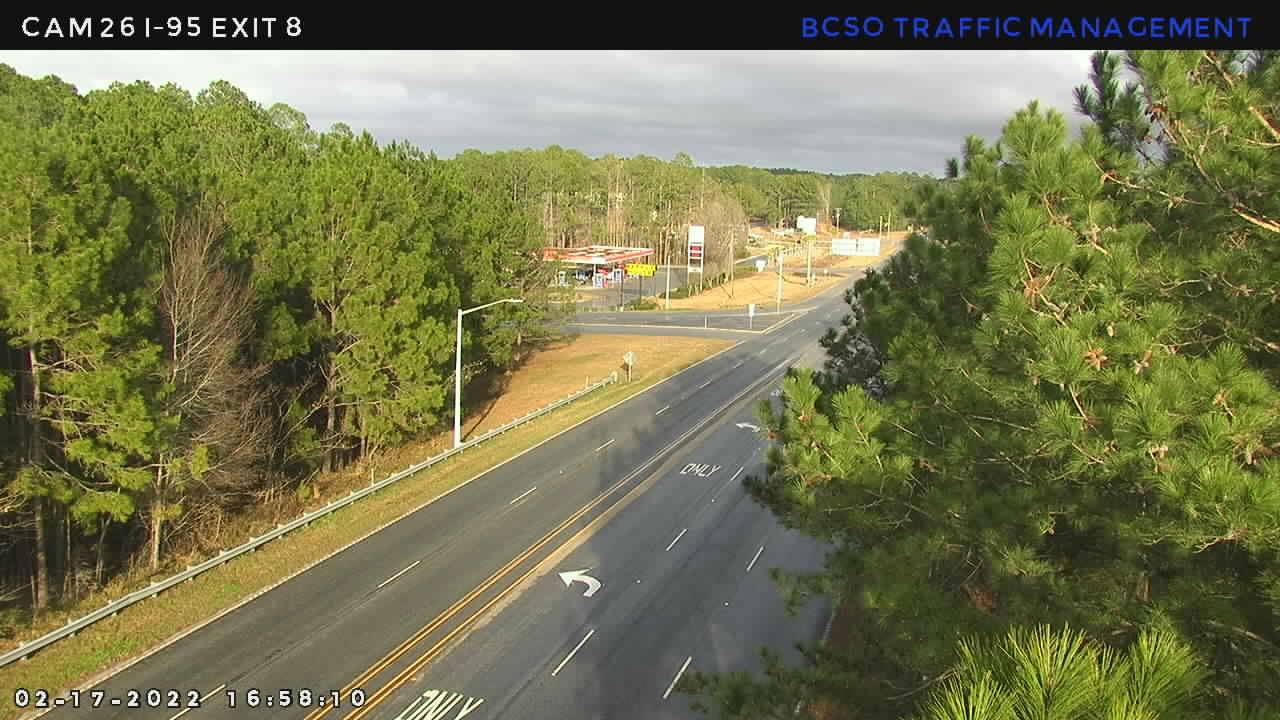 CAM 26 I-95 EXIT 8
BCSO TRAFFIC MANAGEMENT
ONLY
ONLY
02-17-2022 16:58:10